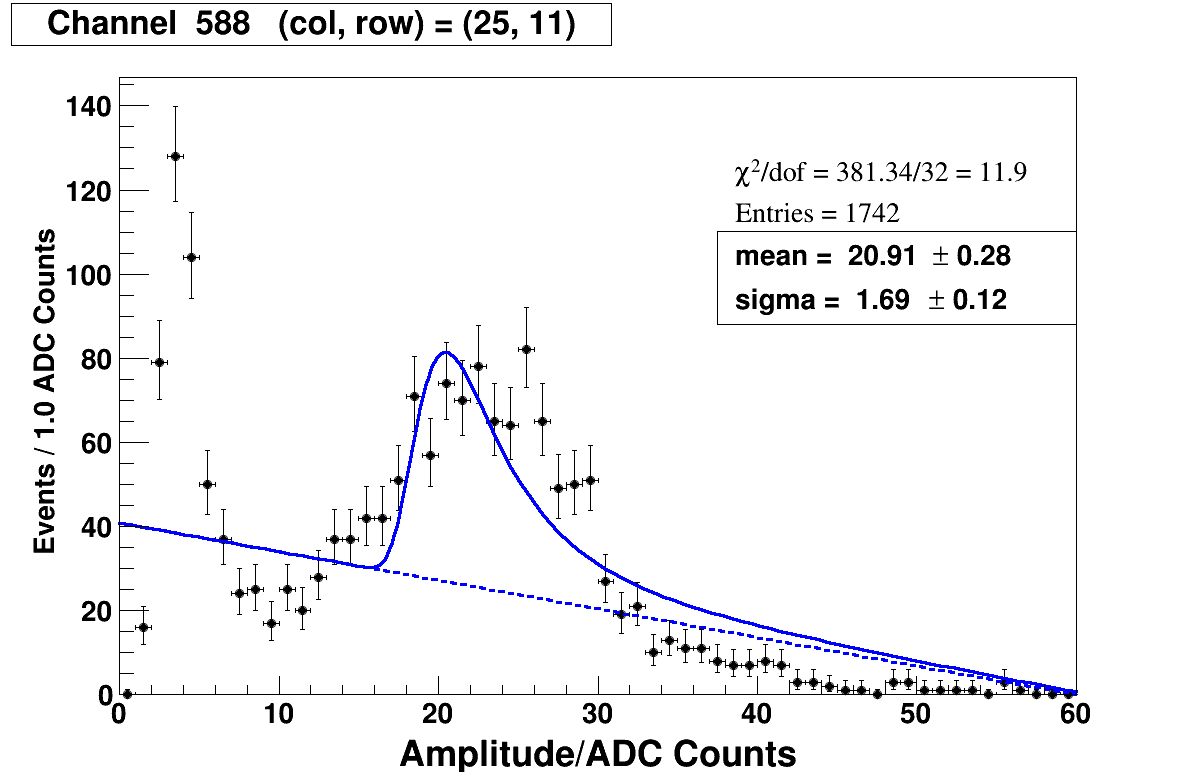 Channel 588 (col, row) = (25, 11)
χ²/dof = 381.34/32 = 11.9
Entries = 1742
mean = 20.91 ± 0.28
sigma = 1.69 ± 0.12
Events / 1.0 ADC Counts
140
120
100
80
60
40
20
0
0 10 20 30 40 50 60
Amplitude/ADC Counts